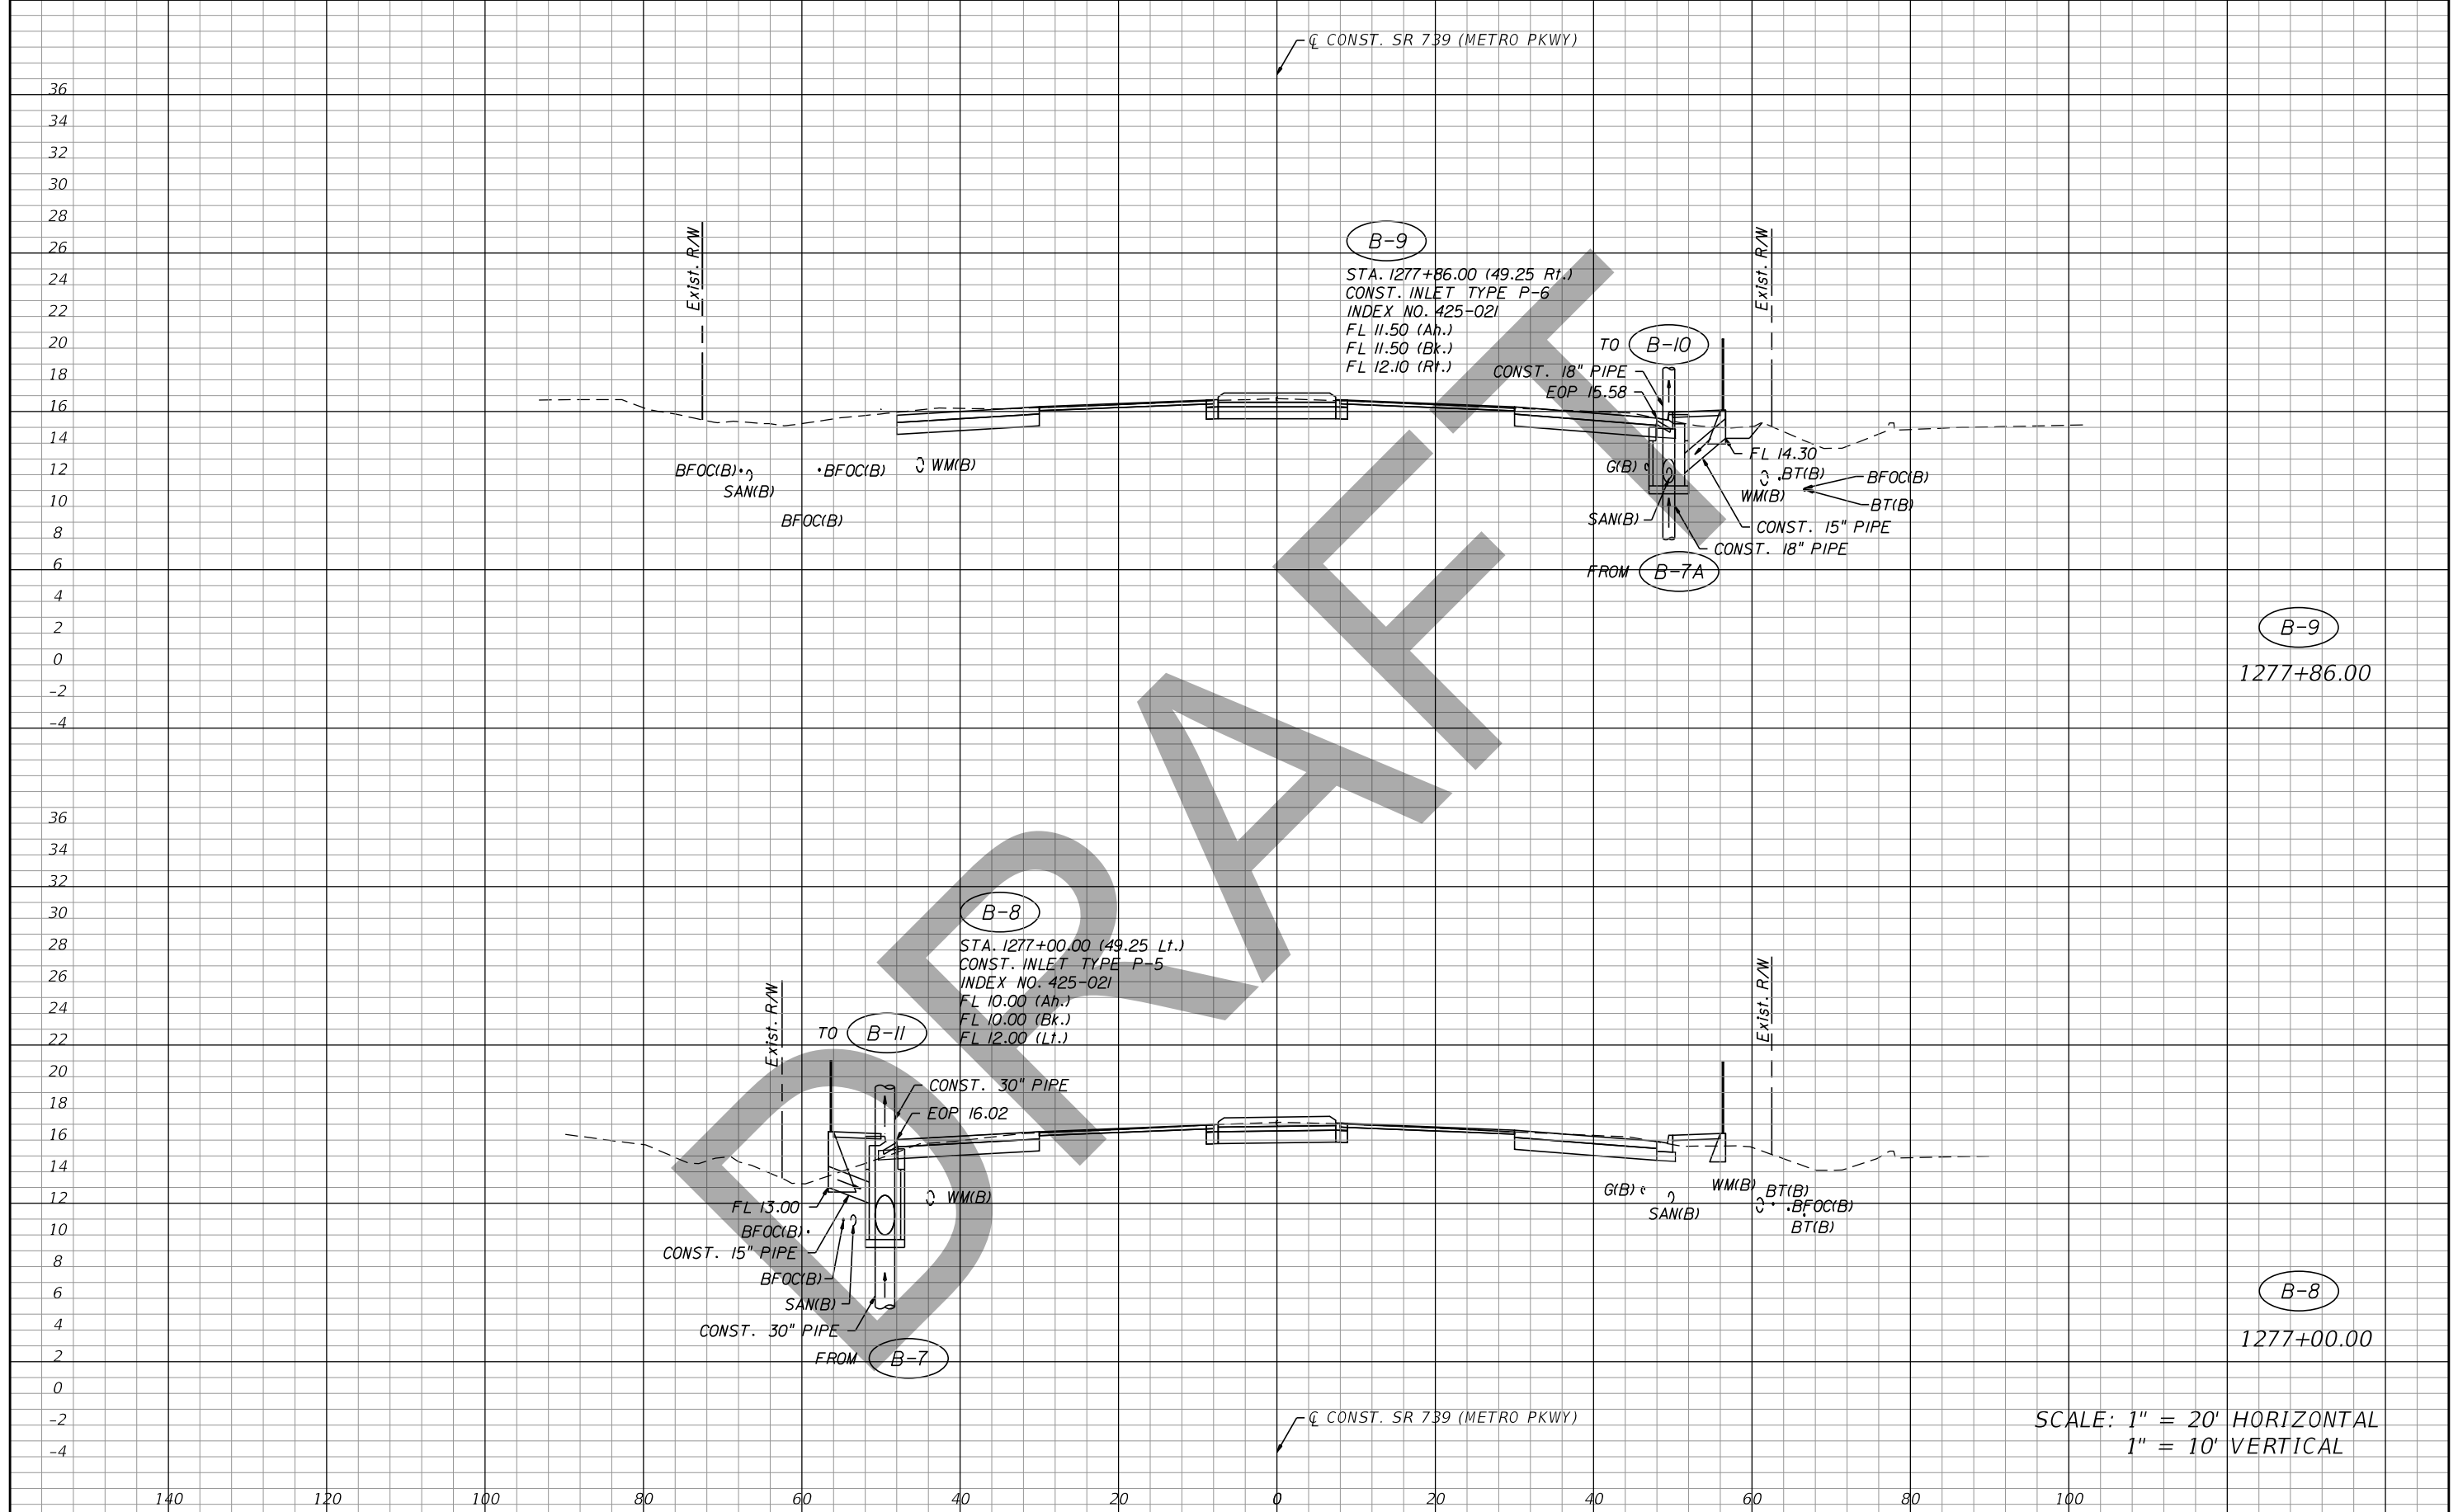 ℄ CONST. SR 739 (METRO PKWY)
36
34
32
30
28
26
24
22
20
18
16
14
12
10
8
6
4
2
0
-2
-4
Exist. R/W
B-9
STA. 1277+86.00 (49.25 Rt.)
CONST. INLET TYPE P-6
INDEX NO. 425-021
FL 11.50 (Ah.)
FL 11.50 (Bk.)
FL 12.10 (Rt.)
Exist. R/W
TO B-10
CONST. 18" PIPE
EOP 15.58
BFOC(B)
SAN(B)
BFOC(B)
BFOC(B)
WM(B)
G(B)
SAN(B)
FL 14.30
BT(B)
WM(B)
BFOC(B)
BT(B)
CONST. 15" PIPE
CONST. 18" PIPE
FROM B-7A
B-9
1277+86.00
DRAFT
36
34
32
30
28
26
24
22
20
18
16
14
12
10
8
6
4
2
0
-2
-4
B-8
STA. 1277+00.00 (49.25 Lt.)
CONST. INLET TYPE P-5
INDEX NO. 425-021
FL 10.00 (Ah.)
FL 10.00 (Bk.)
FL 12.00 (Lt.)
Exist. R/W
TO B-11
CONST. 30" PIPE
EOP 16.02
Exist. R/W
WM(B)
FL 13.00
BFOC(B)
CONST. 15" PIPE
BFOC(B)
SAN(B)
CONST. 30" PIPE
FROM B-7
G(B)
SAN(B)
WM(B)
BT(B)
BFOC(B)
BT(B)
B-8
1277+00.00
℄ CONST. SR 739 (METRO PKWY)
SCALE: 1" = 20' HORIZONTAL
1" = 10' VERTICAL
140 120 100 80 60 40 20 0 20 40 60 80 100